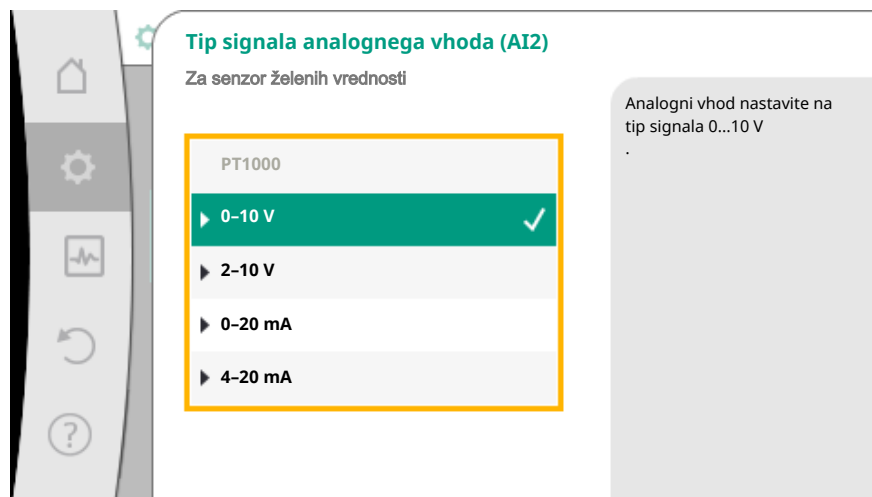 Tip signala analognega vhoda (AI2)
Za senzor želenih vrednosti
PT1000
0–10 V
2–10 V
0–20 mA
4–20 mA
Analogni vhod nastavite na
tip signala 0...10 V
.
?